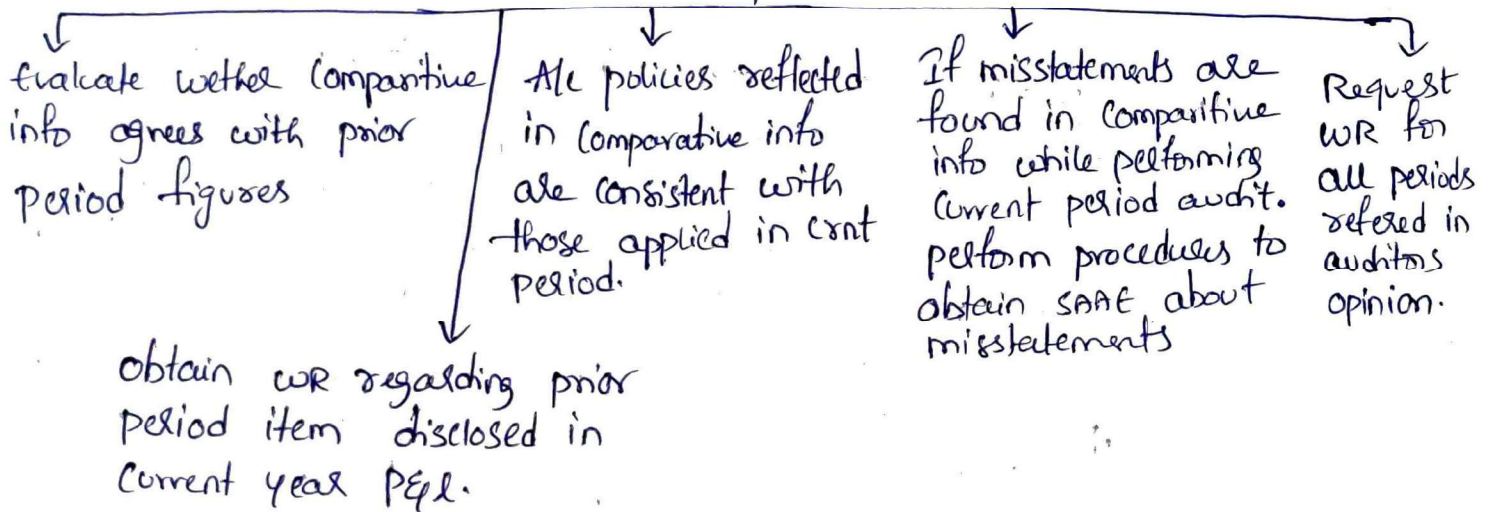 Evaluate wether Comparitive
info agrees with prior
period figures
A/c policies reflected
in comparative info
are consistent with
those applied in crnt
period.
If misstatements are
found in comparitive
info while performing
Current period audit.
perform procedures to
obtain SAAE about
misstatements
Request
WR for
all periods
refered in
auditors
opinion.
obtain WR regarding prior
period item disclosed in
Current year P&L.